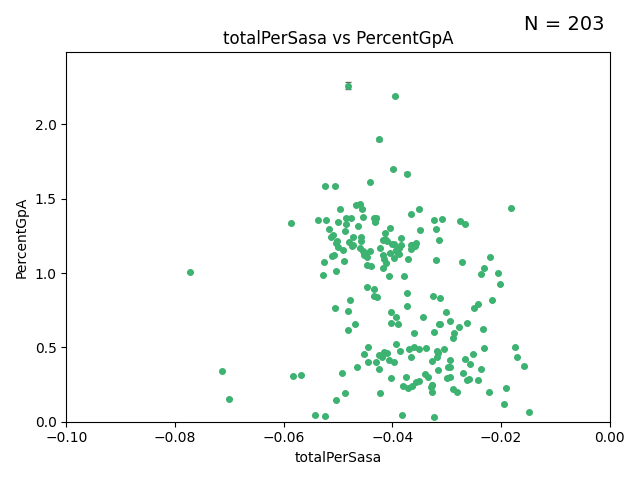 N = 203
totalPerSasa vs PercentGpA
PercentGpA
2.0
1.5
1.0
0.5
0.0
−0.10 −0.08 −0.06 −0.04 −0.02 0.00
totalPerSasa